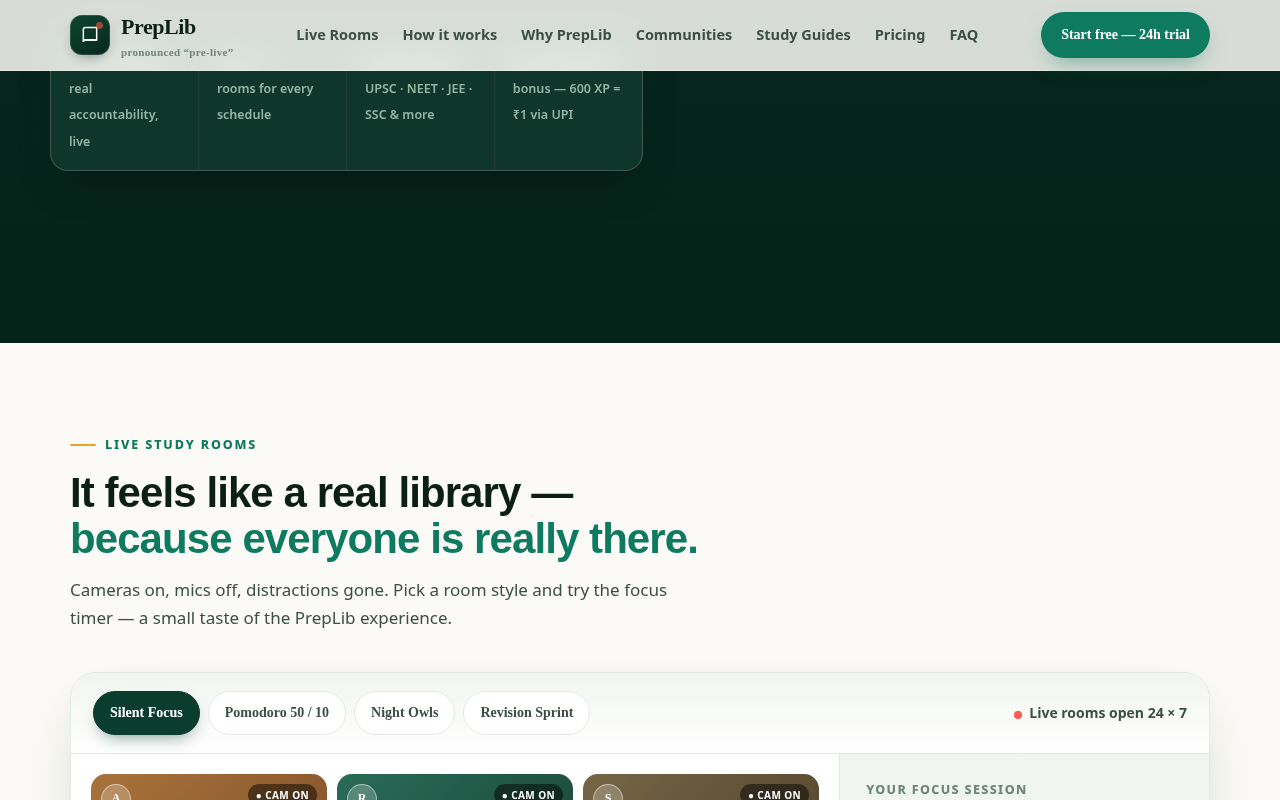 PrepLib
pronounced “pre-live”
Live Rooms How it works Why PrepLib Communities Study Guides Pricing FAQ
Start free — 24h trial
real
accountability,
live
rooms for every
schedule
UPSC · NEET · JEE ·
SSC & more
bonus — 600 XP =
₹1 via UPI
LIVE STUDY ROOMS
It feels like a real library —
because everyone is really there.
Cameras on, mics off, distractions gone. Pick a room style and try the focus
timer — a small taste of the PrepLib experience.
Silent Focus Pomodoro 50 / 10 Night Owls Revision Sprint
Live rooms open 24 × 7
A ● CAM ON R ● CAM ON S ● CAM ON
YOUR FOCUS SESSION